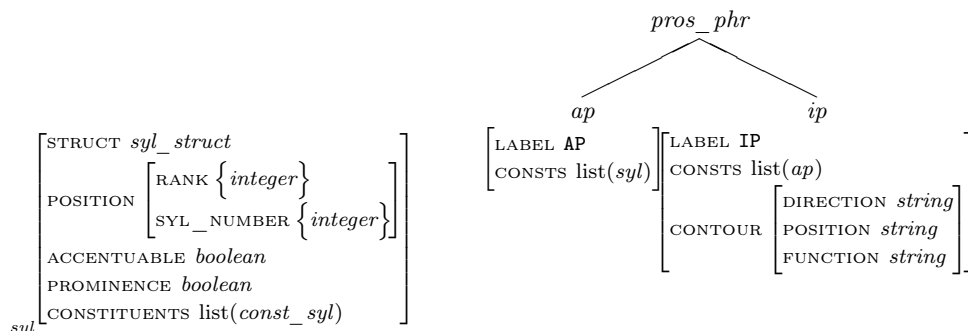 pros_phr
ap ip
STRUCT syl_struct
POSITION RANK {integer}
SYL_NUMBER {integer}
ACCENTUABLE boolean
PROMINENCE boolean
CONSTITUENTS list(const_syl)
syl
LABEL AP
CONSTS list(syl)
LABEL IP
CONSTS list(ap)
CONTOUR DIRECTION string
POSITION string
FUNCTION string